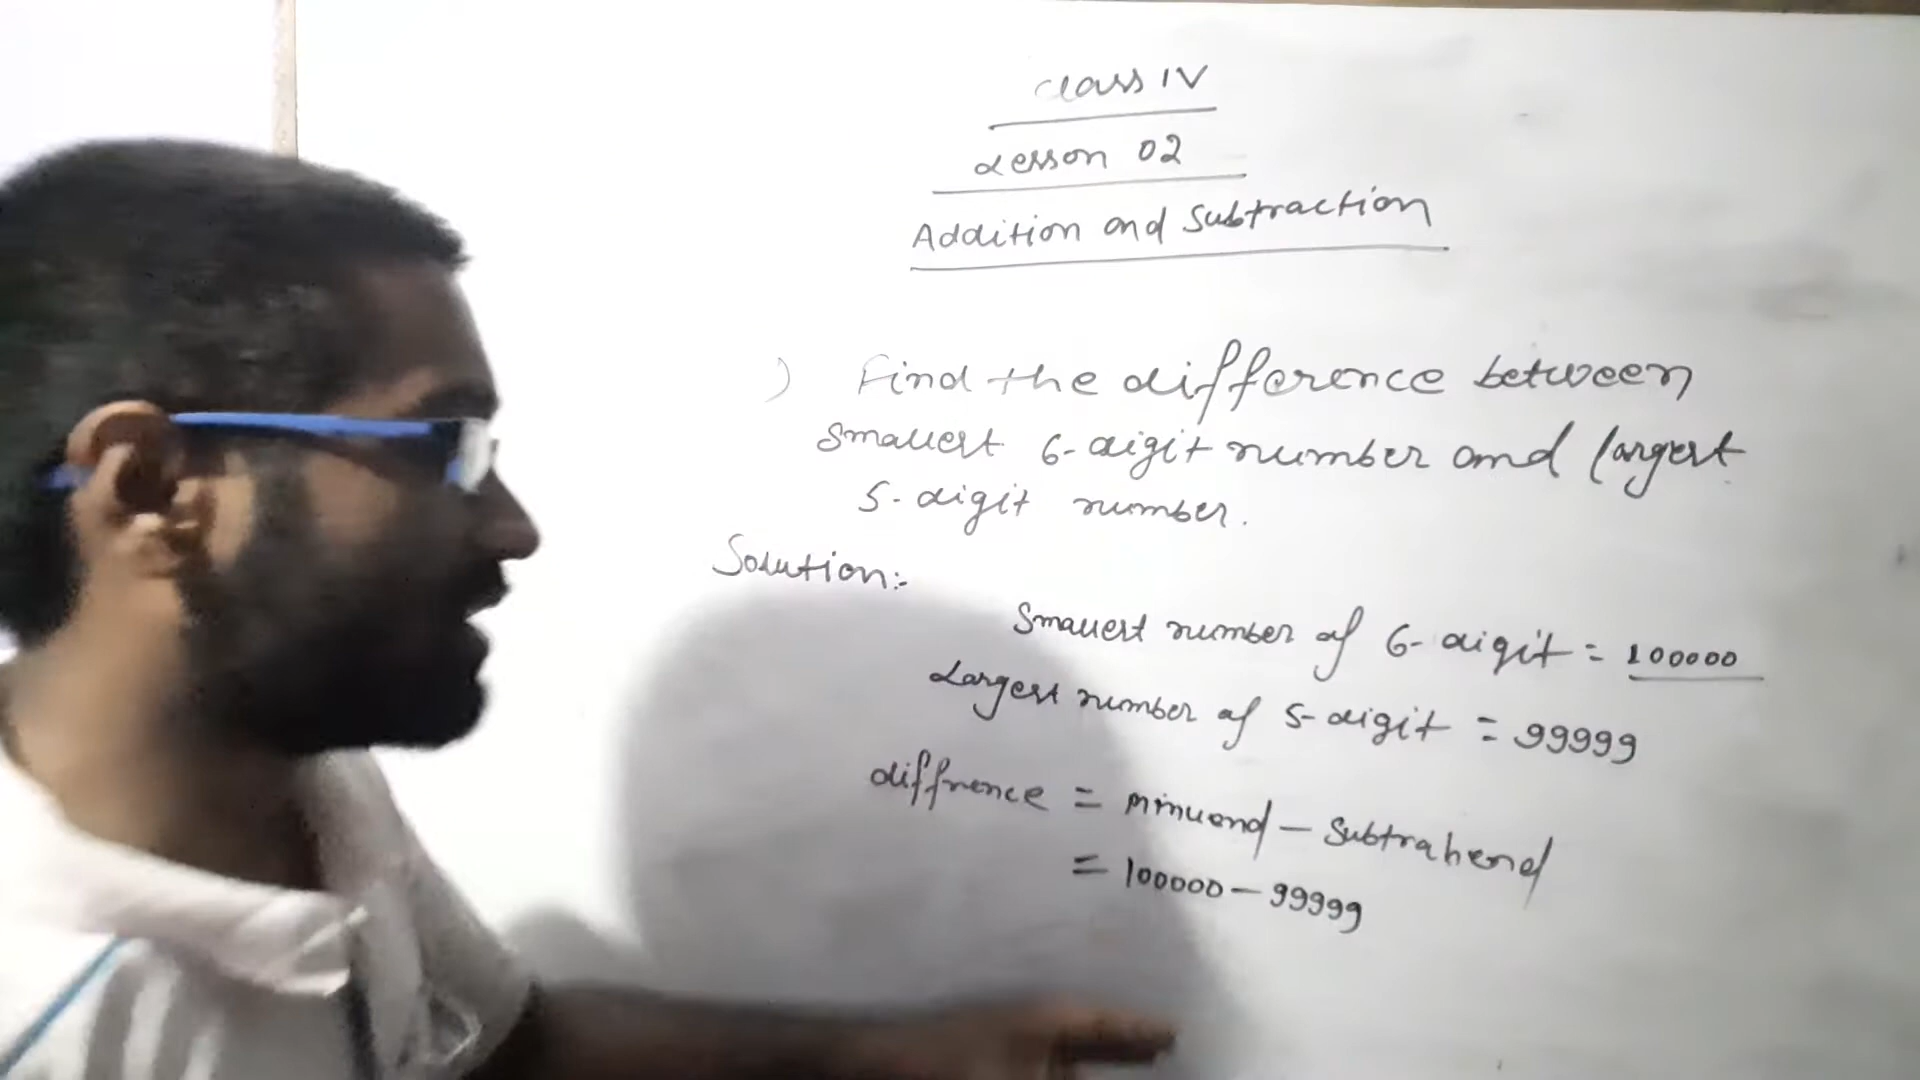 Class IV
Lesson 02
Addition and Subtraction
) Find the difference between
smallest 6-digit number and largest
5-digit number.
Solution:-
Smallest number of 6-digit = 100000
Largest number of 5-digit = 99999
diffrence = Minuend - Subtrahend
= 100000 - 99999